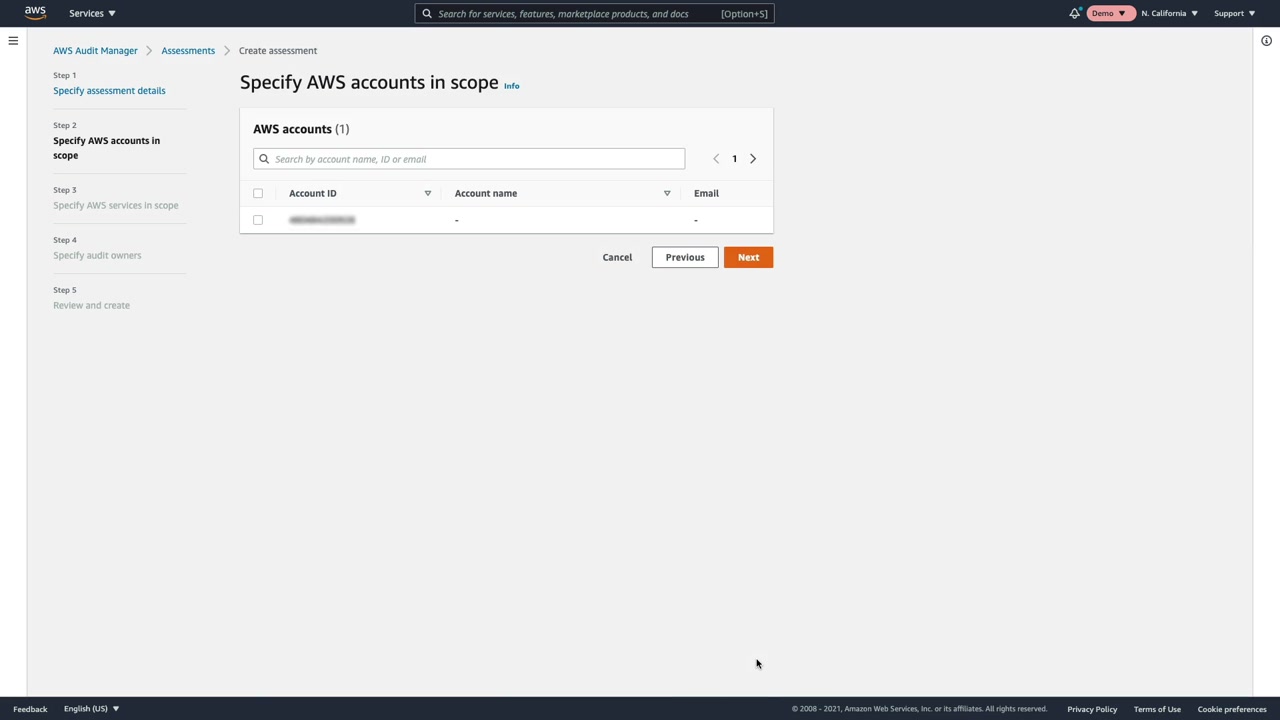 aws
Services
Search for services, features, marketplace products, and docs [Option+S]
Demo
N. California
Support
AWS Audit Manager
Assessments
Create assessment
Step 1
Specify assessment details
Step 2
Specify AWS accounts in
scope
Step 3
Specify AWS services in scope
Step 4
Specify audit owners
Step 5
Review and create
Specify AWS accounts in scope Info
AWS accounts (1)
Search by account name, ID or email
1
Account ID
Account name
Email
-
-
Cancel
Previous
Next
Feedback
English (US)
© 2008 - 2021, Amazon Web Services, Inc. or its affiliates. All rights reserved.
Privacy Policy
Terms of Use
Cookie preferences